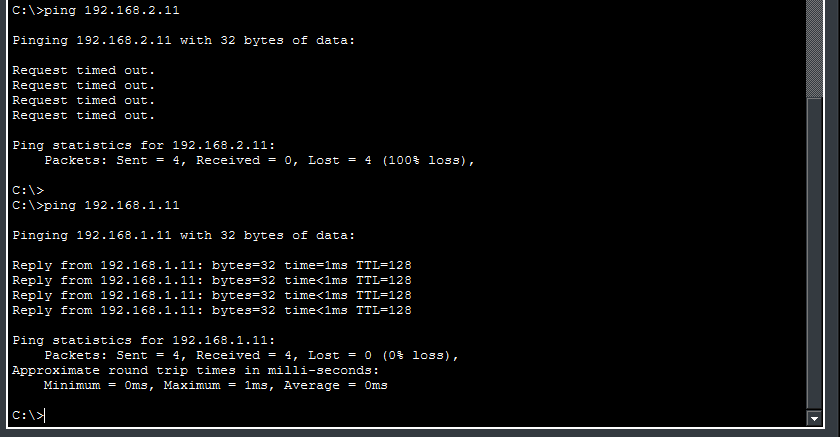 C:\>ping 192.168.2.11
Pinging 192.168.2.11 with 32 bytes of data:
Request timed out.
Request timed out.
Request timed out.
Request timed out.
Ping statistics for 192.168.2.11:
    Packets: Sent = 4, Received = 0, Lost = 4 (100% loss),
C:\>
C:\>ping 192.168.1.11
Pinging 192.168.1.11 with 32 bytes of data:
Reply from 192.168.1.11: bytes=32 time=1ms TTL=128
Reply from 192.168.1.11: bytes=32 time<1ms TTL=128
Reply from 192.168.1.11: bytes=32 time<1ms TTL=128
Reply from 192.168.1.11: bytes=32 time<1ms TTL=128
Ping statistics for 192.168.1.11:
    Packets: Sent = 4, Received = 4, Lost = 0 (0% loss),
Approximate round trip times in milli-seconds:
    Minimum = 0ms, Maximum = 1ms, Average = 0ms
C:\>